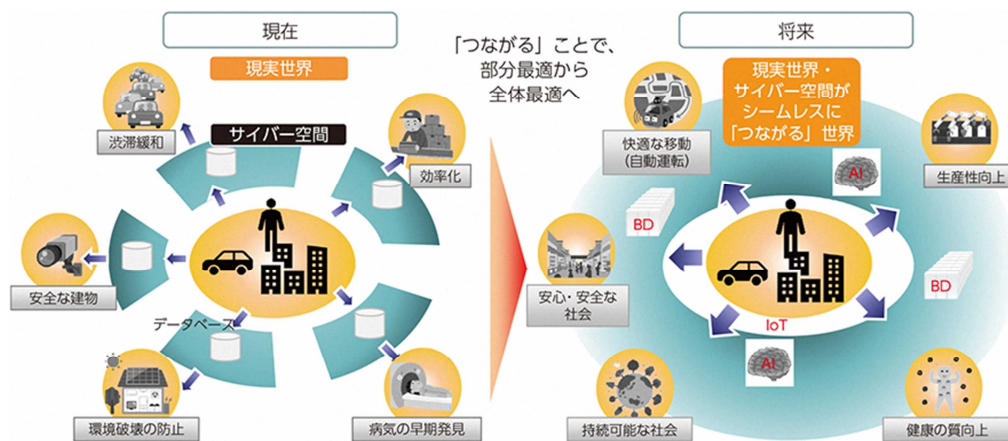 現在
現実世界
サイバー空間
渋滞緩和
効率化
安全な建物
データベース
環境破壊の防止
病気の早期発見
「つながる」ことで、
部分最適から
全体最適へ
将来
現実世界・
サイバー空間が
シームレスに
「つながる」世界
快適な移動
(自動運転)
AI
生産性向上
BD
安心・安全な
社会
BD
IoT
AI
持続可能な社会
健康の質向上